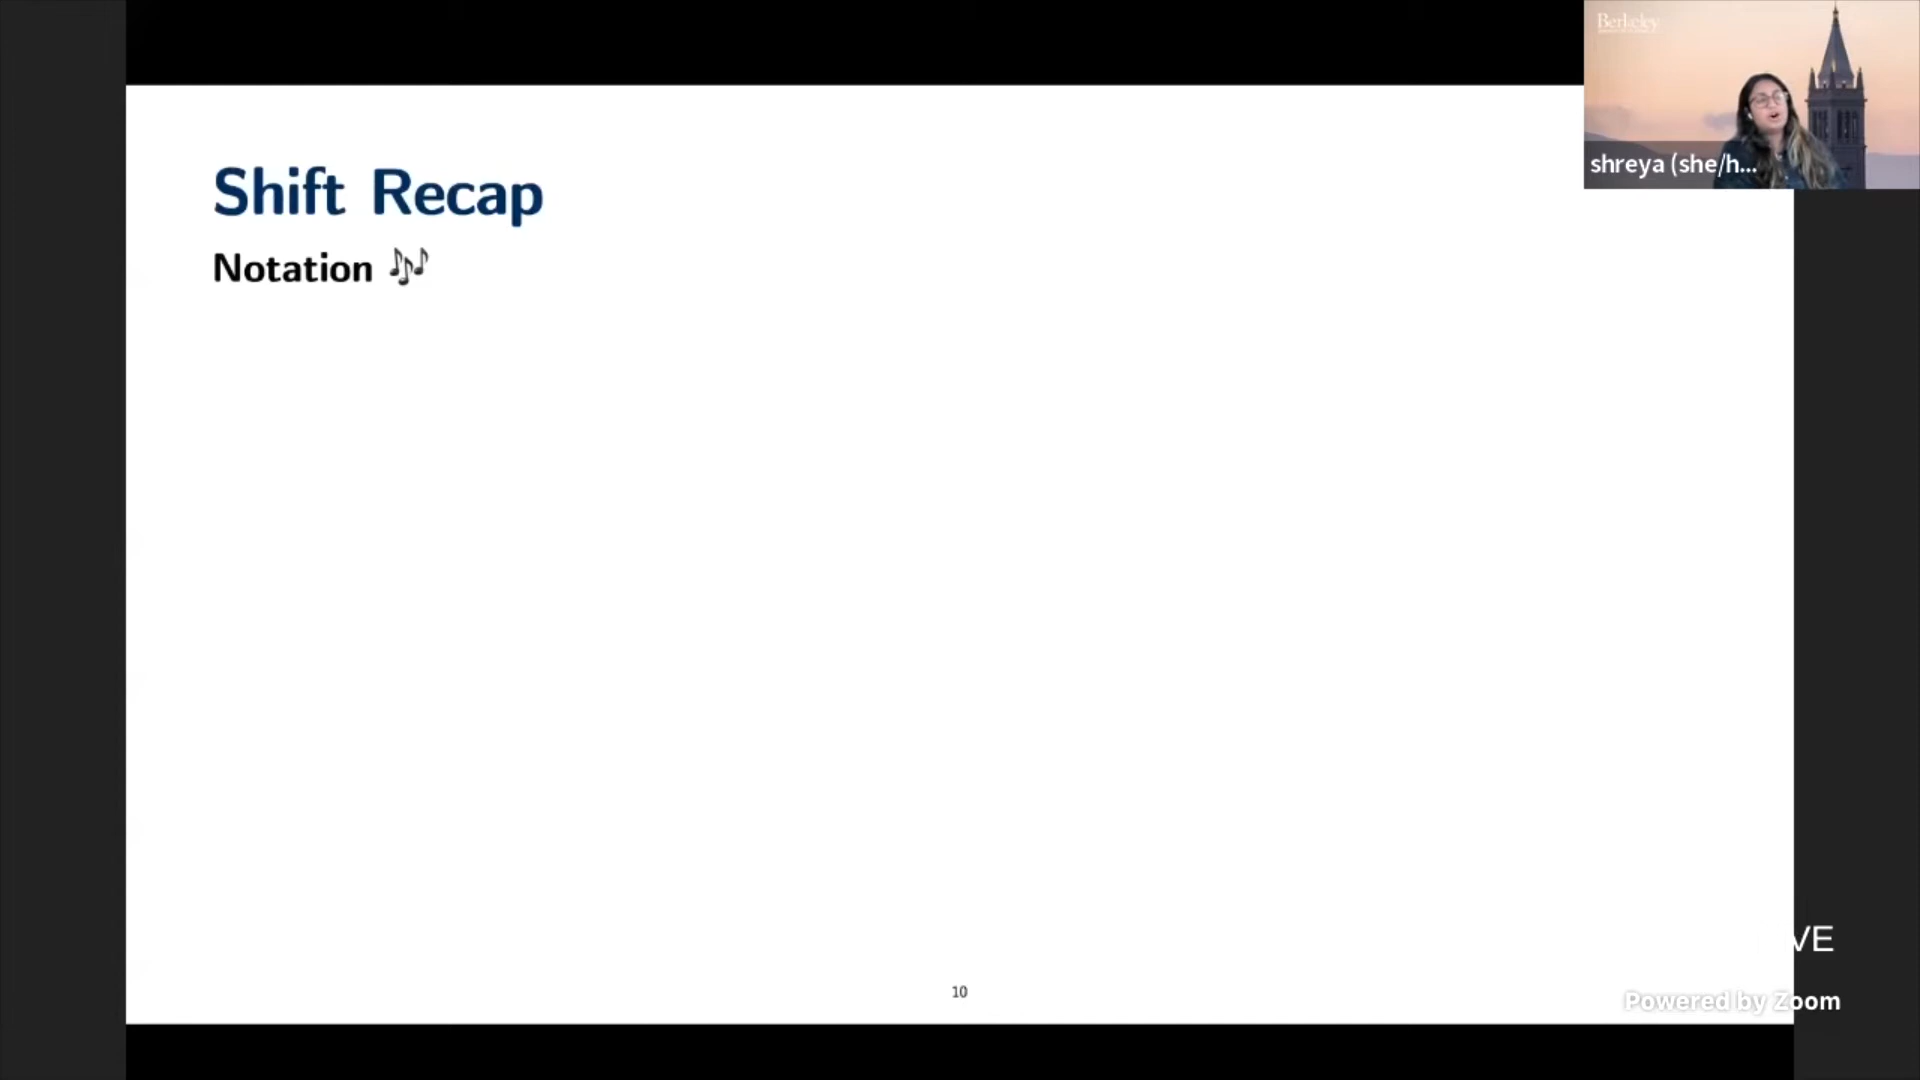 Berkeley
shreya (she/h...
Shift Recap
Notation 🎶
VE
10
Powered by Zoom